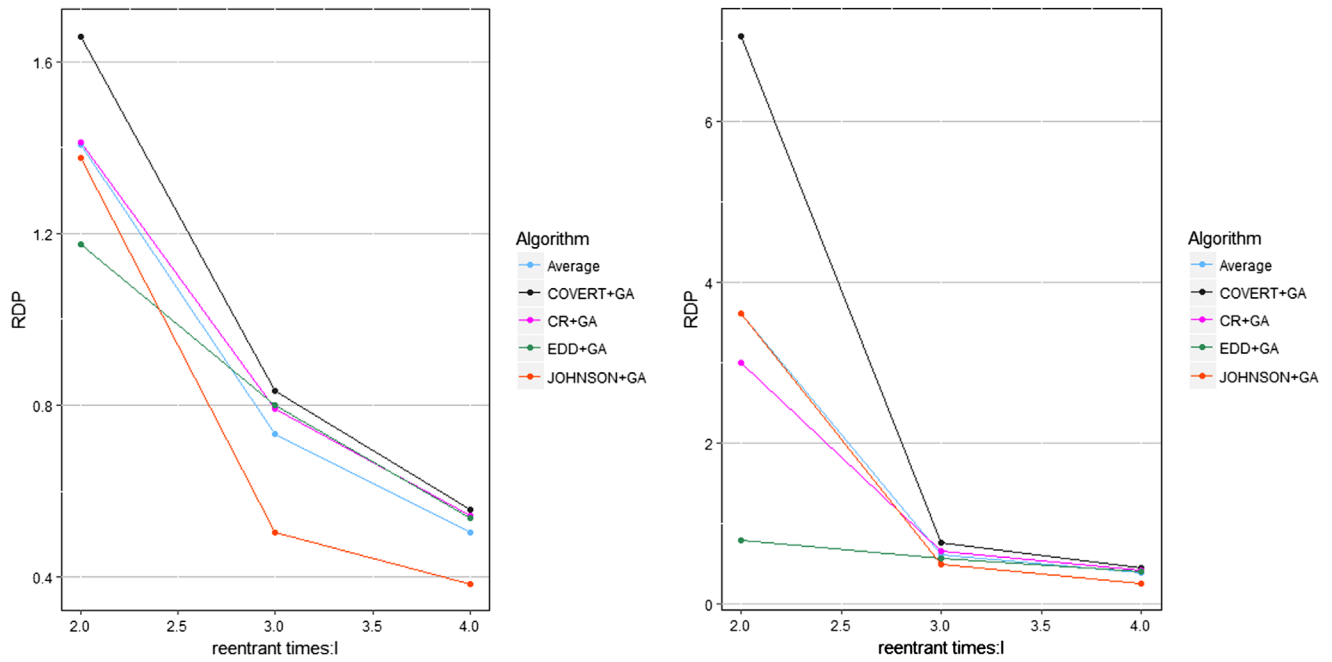 1.6
1.2
0.8
0.4
RDP
2.0
2.5
3.0
3.5
4.0
reentrant times:l
Algorithm
Average
COVERT+GA
CR+GA
EDD+GA
JOHNSON+GA
6
4
2
0
RDP
2.0
2.5
3.0
3.5
4.0
reentrant times:l
Algorithm
Average
COVERT+GA
CR+GA
EDD+GA
JOHNSON+GA